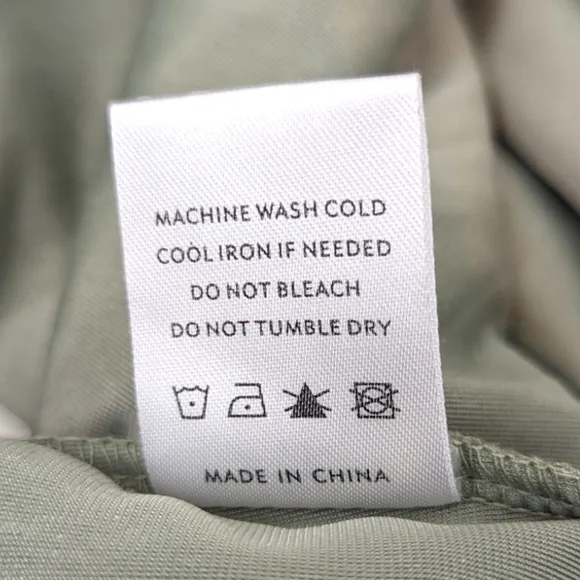 MACHINE WASH COLD
COOL IRON IF NEEDED
DO NOT BLEACH
DO NOT TUMBLE DRY
MADE IN CHINA